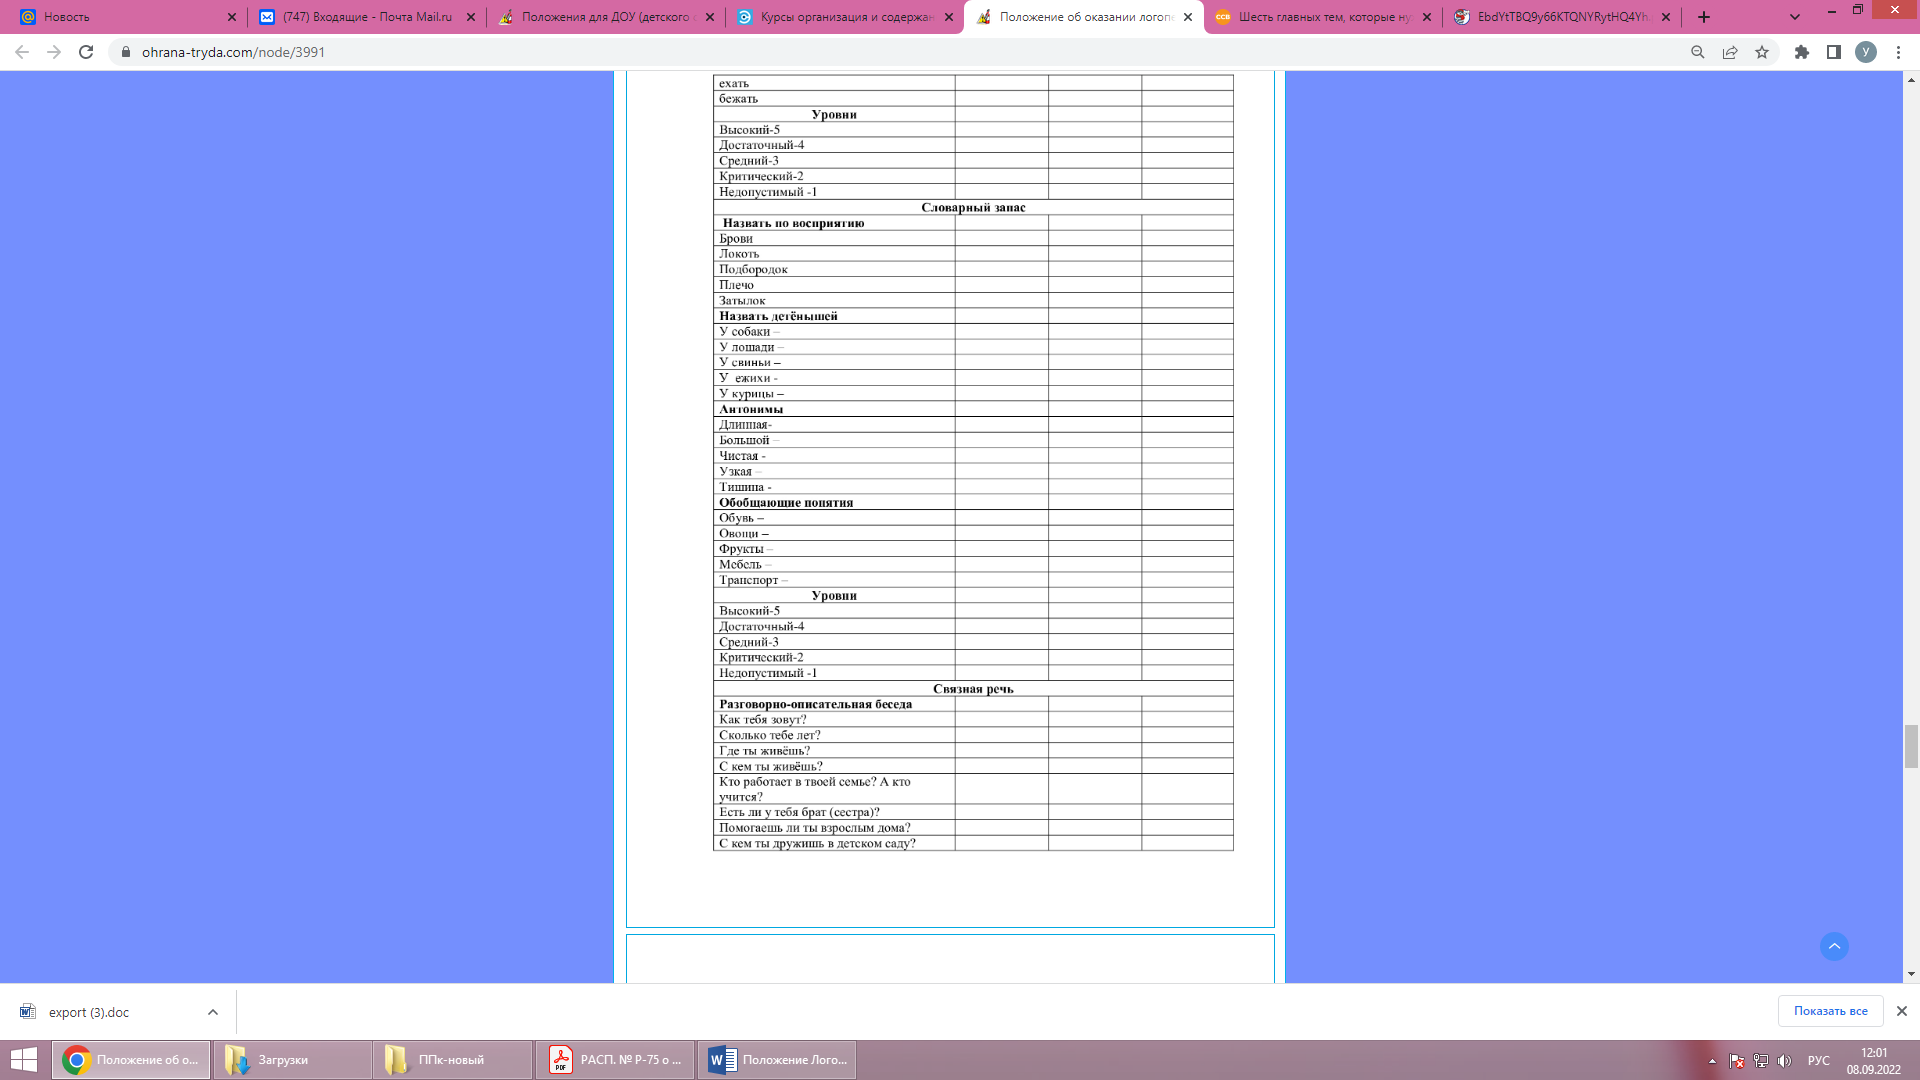 Новость
(747) Входящие - Почта Mail.ru
Положения для ДОУ (детского с
Курсы организация и содержан
Положение об оказании логопе
Шесть главных тем, которые ну
ohrana-tryda.com/node/3991
У
ехать
бежать
Уровни
Высокий-5
Достаточный-4
Средний-3
Критический-2
Недопустимый -1
Словарный запас
Назвать по восприятию
Брови
Локоть
Подбородок
Плечо
Затылок
Назвать детёнышей
У собаки –
У лошади –
У свиньи –
У ежихи -
У курицы –
Антонимы
Длинная-
Большой –
Чистая -
Узкая –
Тишина -
Обобщающие понятия
Обувь –
Овощи –
Фрукты –
Мебель –
Транспорт –
Уровни
Высокий-5
Достаточный-4
Средний-3
Критический-2
Недопустимый -1
Связная речь
Разговорно-описательная беседа
Как тебя зовут?
Сколько тебе лет?
Где ты живёшь?
С кем ты живёшь?
Кто работает в твоей семье? А кто
учится?
Есть ли у тебя брат (сестра)?
Помогаешь ли ты взрослым дома?
С кем ты дружишь в детском саду?
export (3).doc
Показать все
Положение об о...
Загрузки
ППк-новый
РАСП. № Р-75 о ...
Положение Лого...
РУС
12:01
08.09.2022